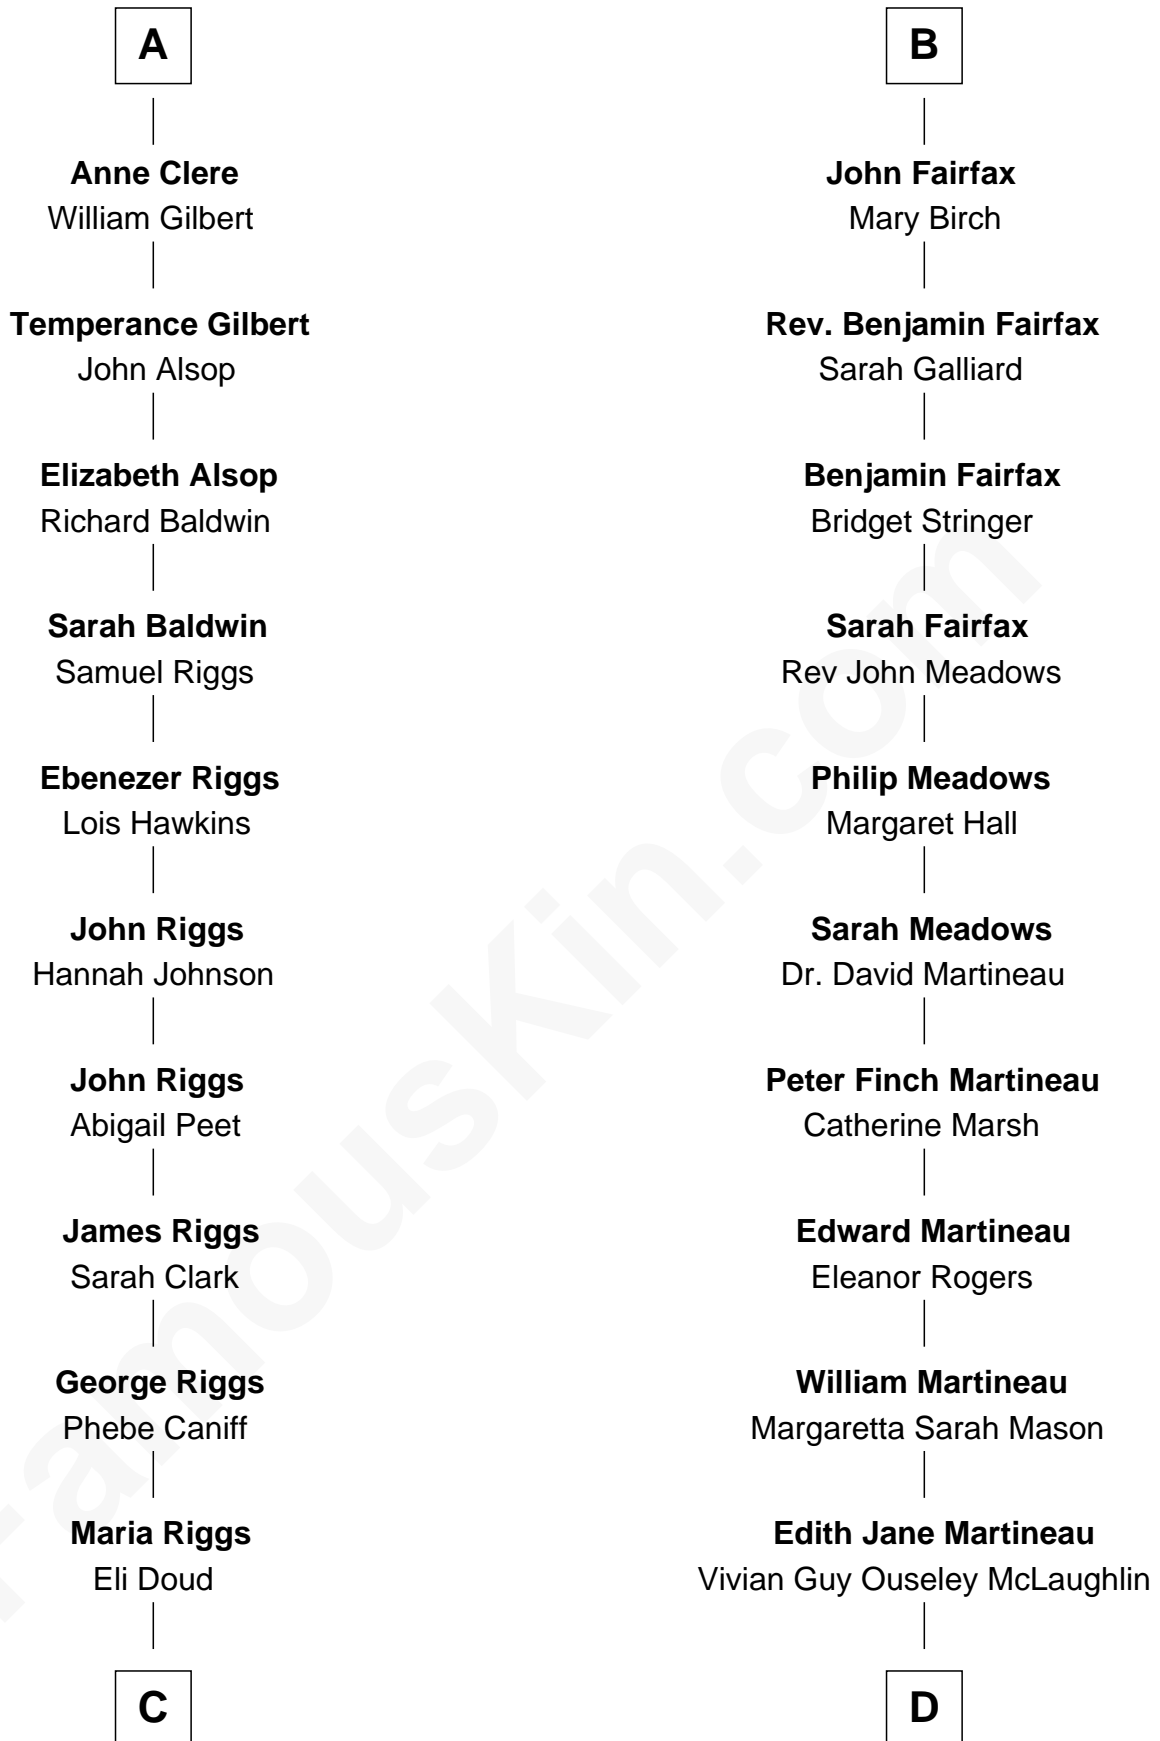 A
Anne Clere
William Gilbert
Temperance Gilbert
John Alsop
Elizabeth Alsop
Richard Baldwin
Sarah Baldwin
Samuel Riggs
Ebenezer Riggs
Lois Hawkins
John Riggs
Hannah Johnson
John Riggs
Abigail Peet
James Riggs
Sarah Clark
George Riggs
Phebe Caniff
Maria Riggs
Eli Doud
C
B
John Fairfax
Mary Birch
Rev. Benjamin Fairfax
Sarah Galliard
Benjamin Fairfax
Bridget Stringer
Sarah Fairfax
Rev John Meadows
Philip Meadows
Margaret Hall
Sarah Meadows
Dr. David Martineau
Peter Finch Martineau
Catherine Marsh
Edward Martineau
Eleanor Rogers
William Martineau
Margaretta Sarah Mason
Edith Jane Martineau
Vivian Guy Ouseley McLaughlin
D
FamousKin.com